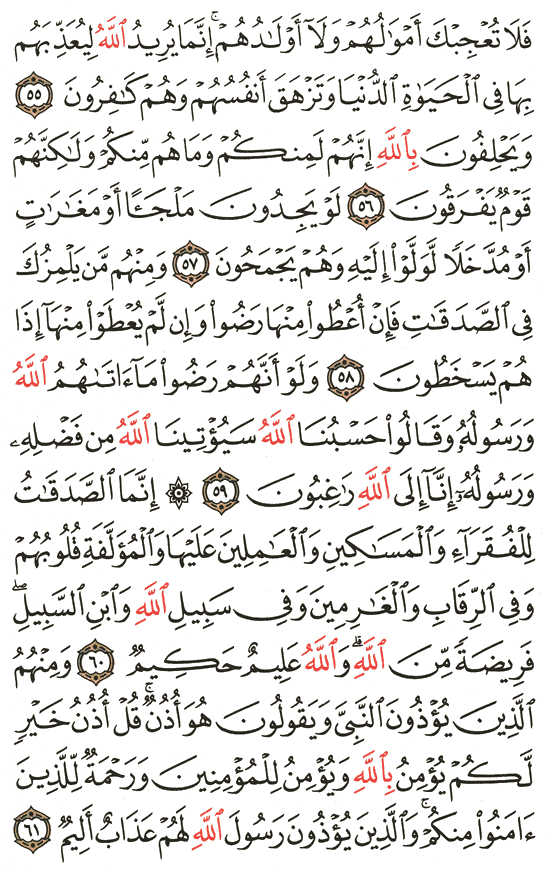 فَلَا تُعۡجِبۡكَ أَمۡوَٰلُهُمۡ وَلَآ أَوۡلَٰدُهُمۡۚ إِنَّمَا يُرِيدُ ٱللَّهُ لِيُعَذِّبَهُم
بِهَا فِي ٱلۡحَيَوٰةِ ٱلدُّنۡيَا وَتَزۡهَقَ أَنفُسُهُمۡ وَهُمۡ كَٰفِرُونَ ٥٥
وَيَحۡلِفُونَ بِٱللَّهِ إِنَّهُمۡ لَمِنكُمۡ وَمَا هُم مِّنكُمۡ وَلَٰكِنَّهُمۡ
قَوۡمٞ يَفۡرَقُونَ ٥٦ لَوۡ يَجِدُونَ مَلۡجَـًٔا أَوۡ مَغَٰرَٰتٍ
أَوۡ مُدَّخَلٗا لَّوَلَّوۡاْ إِلَيۡهِ وَهُمۡ يَجۡمَحُونَ ٥٧ وَمِنۡهُم مَّن يَلۡمِزُكَ
فِي ٱلصَّدَقَٰتِ فَإِنۡ أُعۡطُواْ مِنۡهَا رَضُواْ وَإِن لَّمۡ يُعۡطَوۡاْ مِنۡهَآ إِذَا
هُمۡ يَسۡخَطُونَ ٥٨ وَلَوۡ أَنَّهُمۡ رَضُواْ مَآ ءَاتَىٰهُمُ ٱللَّهُ
وَرَسُولُهُۥ وَقَالُواْ حَسۡبُنَا ٱللَّهُ سَيُؤۡتِينَا ٱللَّهُ مِن فَضۡلِهِۦ
وَرَسُولُهُۥٓ إِنَّآ إِلَى ٱللَّهِ رَٰغِبُونَ ٥٩ ۞ إِنَّمَا ٱلصَّدَقَٰتُ
لِلۡفُقَرَآءِ وَٱلۡمَسَٰكِينِ وَٱلۡعَٰمِلِينَ عَلَيۡهَا وَٱلۡمُؤَلَّفَةِ قُلُوبُهُمۡ
وَفِي ٱلرِّقَابِ وَٱلۡغَٰرِمِينَ وَفِي سَبِيلِ ٱللَّهِ وَٱبۡنِ ٱلسَّبِيلِۖ
فَرِيضَةٗ مِّنَ ٱللَّهِۗ وَٱللَّهُ عَلِيمٌ حَكِيمٞ ٦٠ وَمِنۡهُمُ
ٱلَّذِينَ يُؤۡذُونَ ٱلنَّبِيَّ وَيَقُولُونَ هُوَ أُذُنٞۚ قُلۡ أُذُنُ خَيۡرٖ
لَّكُمۡ يُؤۡمِنُ بِٱللَّهِ وَيُؤۡمِنُ لِلۡمُؤۡمِنِينَ وَرَحۡمَةٞ لِّلَّذِينَ
ءَامَنُواْ مِنكُمۡۚ وَٱلَّذِينَ يُؤۡذُونَ رَسُولَ ٱللَّهِ لَهُمۡ عَذَابٌ أَلِيمٞ ٦١